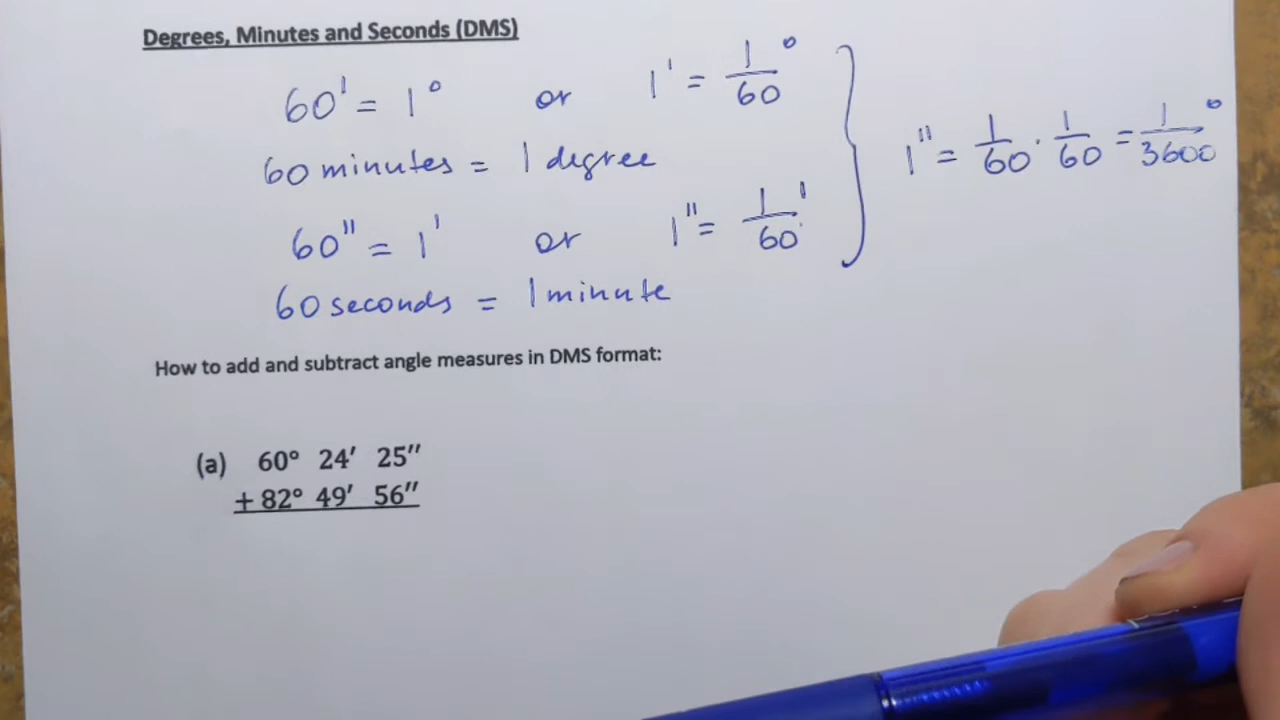 Degrees, Minutes and Seconds (DMS)
60' = 1° or 1' = 1/60°
60 minutes = 1 degree
60'' = 1' or 1'' = 1/60'
60 seconds = 1 minute
1'' = 1/60 · 1/60 = 1/3600°
How to add and subtract angle measures in DMS format:
(a) 60° 24′ 25′′
+ 82° 49′ 56′′